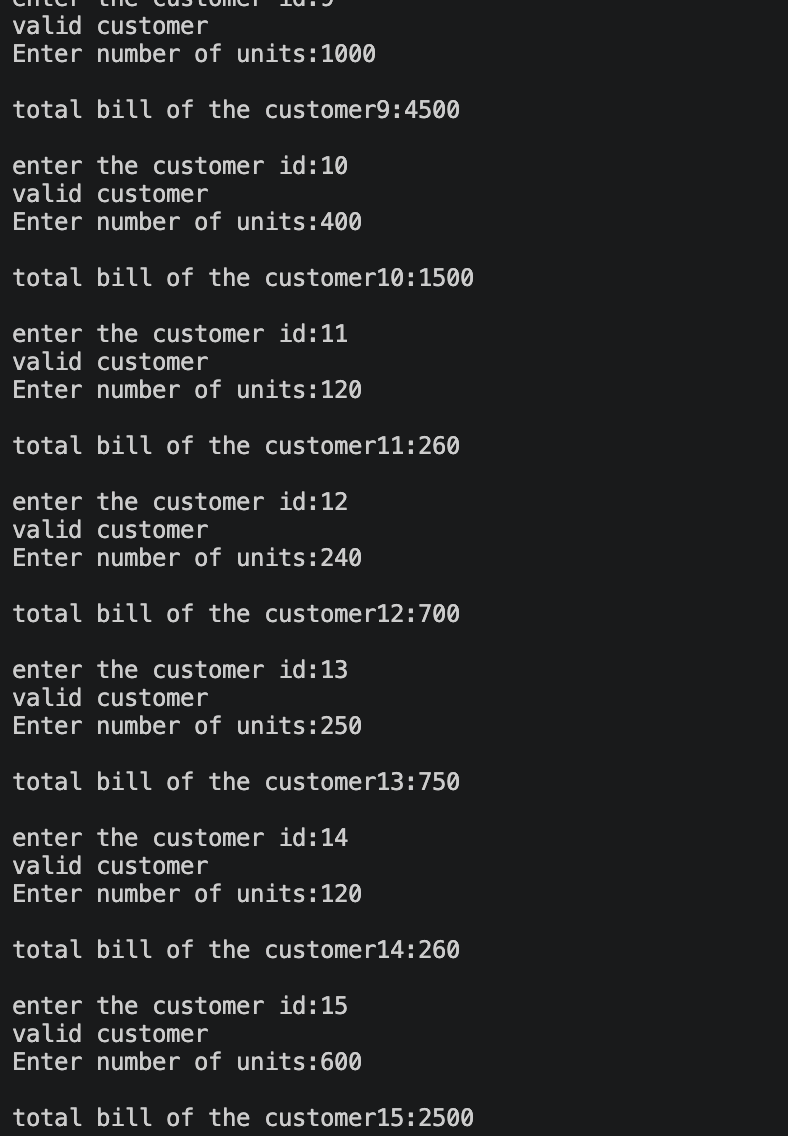 enter the customer id:9
valid customer
Enter number of units:1000
total bill of the customer9:4500
enter the customer id:10
valid customer
Enter number of units:400
total bill of the customer10:1500
enter the customer id:11
valid customer
Enter number of units:120
total bill of the customer11:260
enter the customer id:12
valid customer
Enter number of units:240
total bill of the customer12:700
enter the customer id:13
valid customer
Enter number of units:250
total bill of the customer13:750
enter the customer id:14
valid customer
Enter number of units:120
total bill of the customer14:260
enter the customer id:15
valid customer
Enter number of units:600
total bill of the customer15:2500